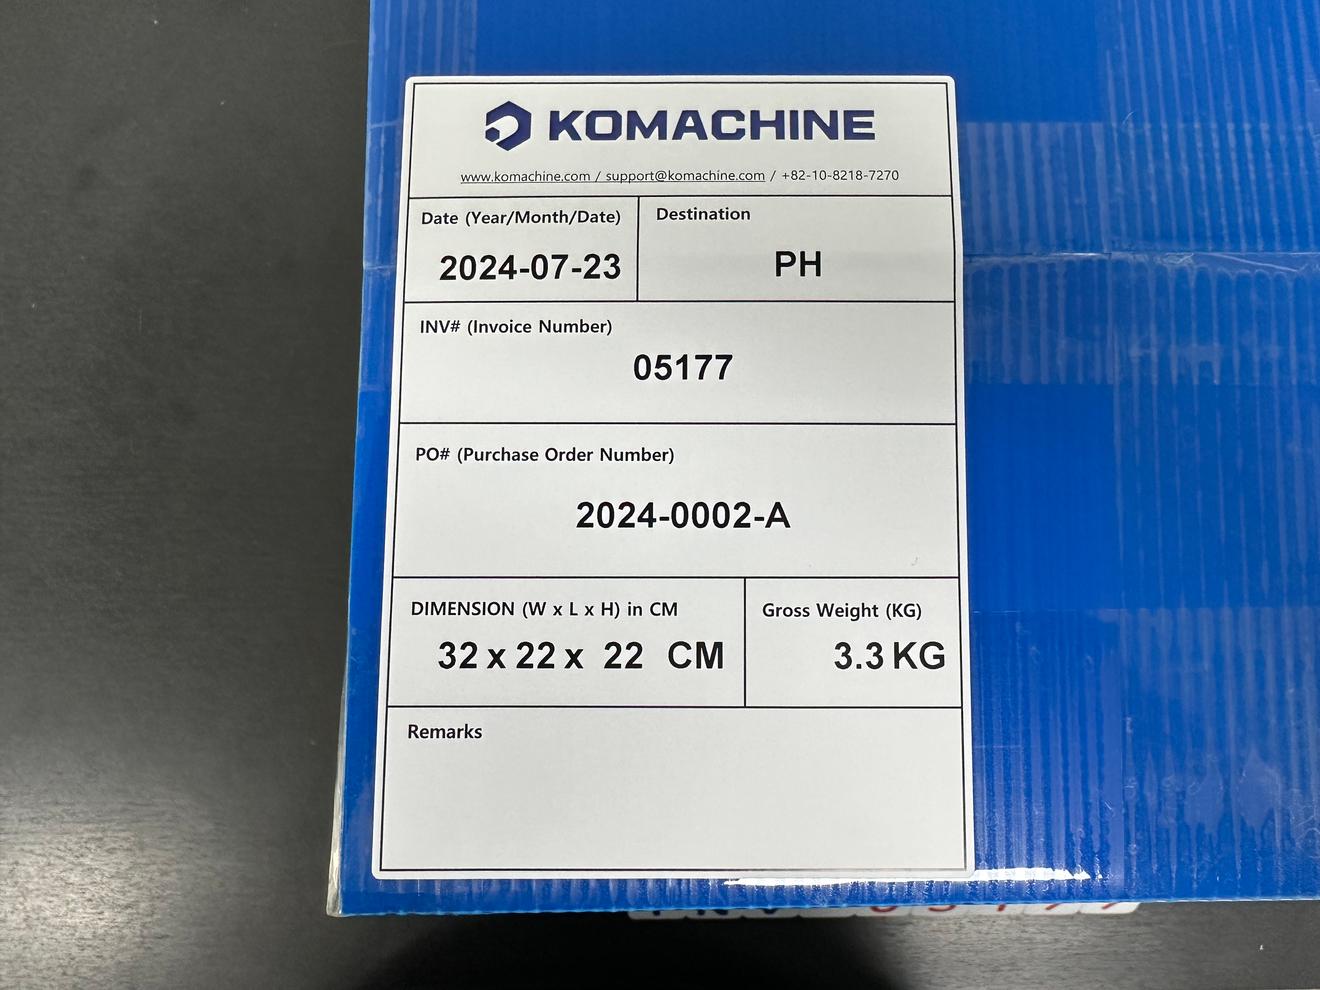 KOMACHINE
www.komachine.com / support@komachine.com / +82-10-8218-7270
Date (Year/Month/Date)
2024-07-23
Destination
PH
INV# (Invoice Number)
05177
PO# (Purchase Order Number)
2024-0002-A
DIMENSION (W x L x H) in CM
32 x 22 x 22 CM
Gross Weight (KG)
3.3 KG
Remarks